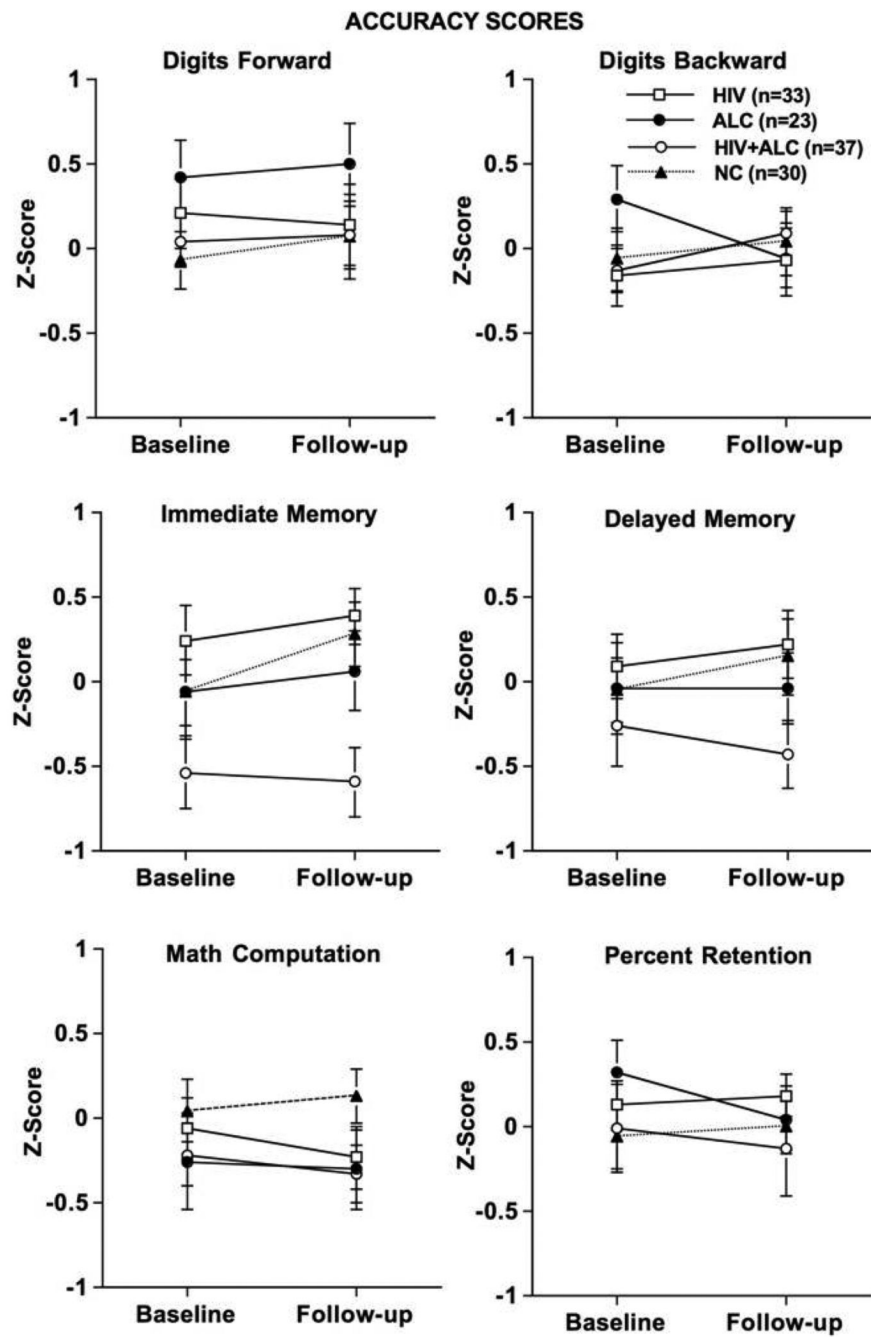 ACCURACY SCORES
Digits Forward
1
0.5
0
-0.5
-1
Z-Score
Baseline Follow-up
Digits Backward
HIV (n=33)
ALC (n=23)
HIV+ALC (n=37)
NC (n=30)
1
0.5
0
-0.5
-1
Z-Score
Baseline Follow-up
Immediate Memory
1
0.5
0
-0.5
-1
Z-Score
Baseline Follow-up
Delayed Memory
1
0.5
0
-0.5
-1
Z-Score
Baseline Follow-up
Math Computation
1
0.5
0
-0.5
-1
Z-Score
Baseline Follow-up
Percent Retention
1
0.5
0
-0.5
-1
Z-Score
Baseline Follow-up